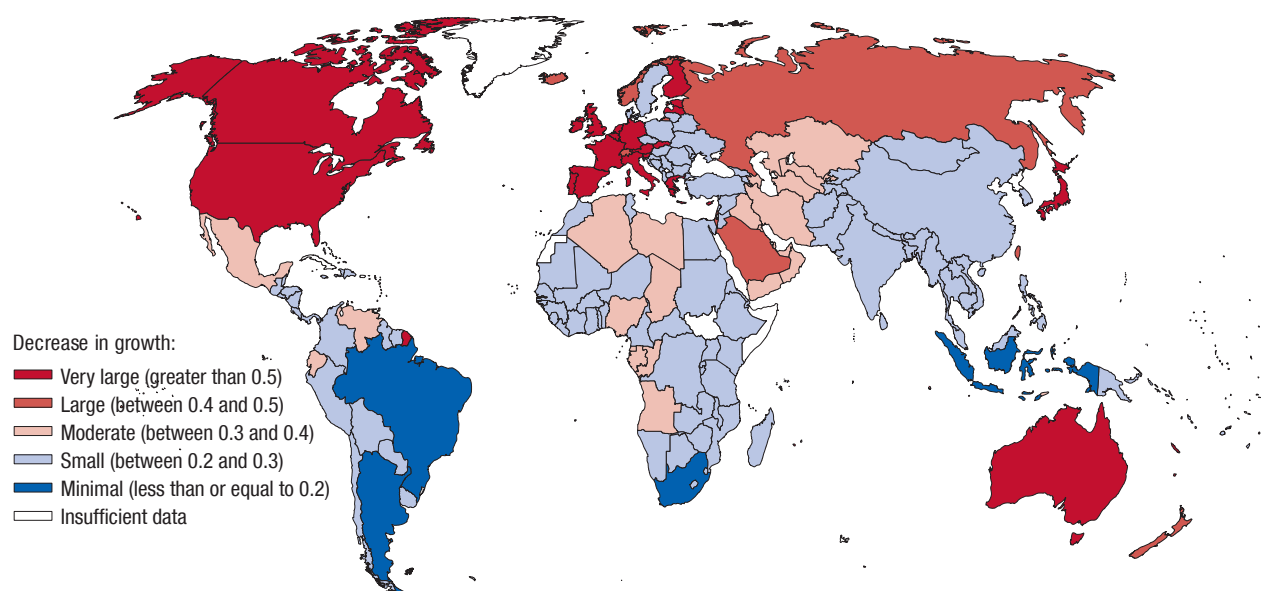 Decrease in growth:
Very large (greater than 0.5)
Large (between 0.4 and 0.5)
Moderate (between 0.3 and 0.4)
Small (between 0.2 and 0.3)
Minimal (less than or equal to 0.2)
Insufficient data